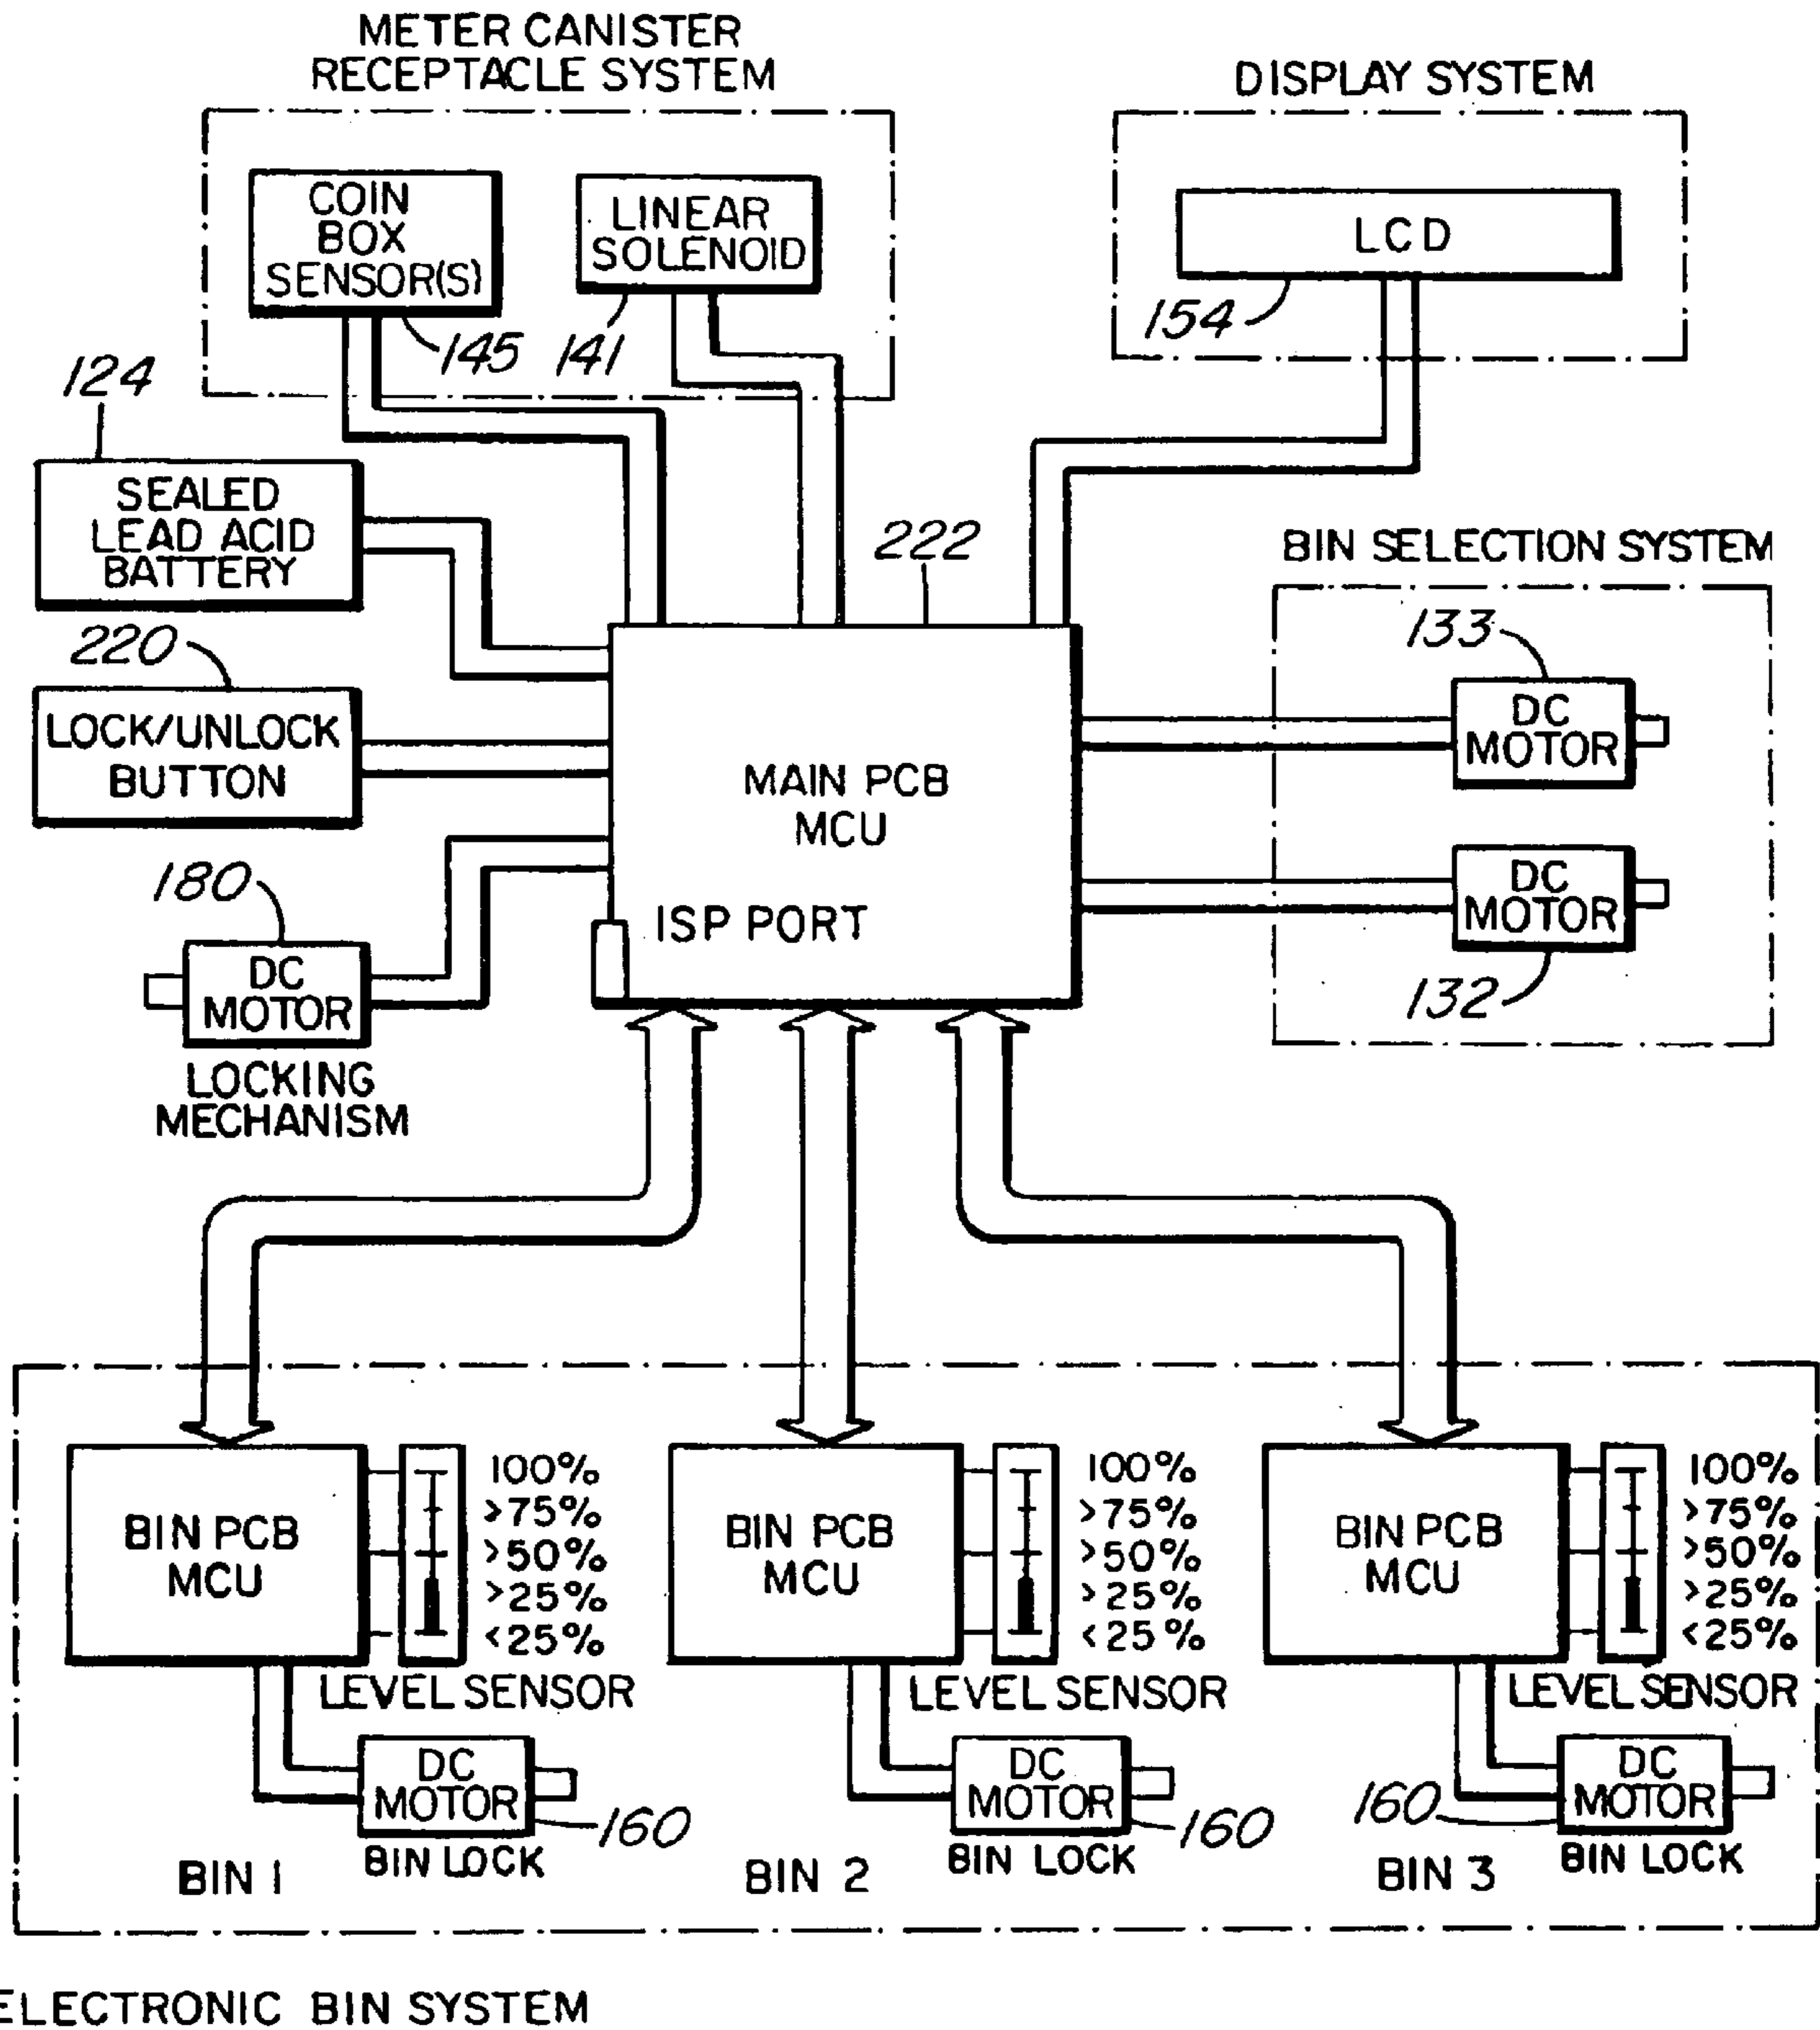 METER CANISTER
RECEPTACLE SYSTEM
DISPLAY SYSTEM
COIN
BOX
SENSOR(S)
LINEAR
SOLENOID
LCD
145
141
154
124
SEALED
LEAD ACID
BATTERY
222
BIN SELECTION SYSTEM
220
LOCK/UNLOCK
BUTTON
133
DC
MOTOR
MAIN PCB
MCU
180
DC
MOTOR
LOCKING
MECHANISM
ISP PORT
DC
MOTOR
132
BIN PCB
MCU
100%
>75%
>50%
>25%
<25%
LEVEL SENSOR
DC
MOTOR
160
BIN LOCK
BIN 1
BIN PCB
MCU
100%
>75%
>50%
>25%
<25%
LEVEL SENSOR
DC
MOTOR
160
BIN LOCK
BIN 2
BIN PCB
MCU
100%
>75%
>50%
>25%
<25%
LEVEL SENSOR
160
DC
MOTOR
BIN LOCK
BIN 3
ELECTRONIC BIN SYSTEM